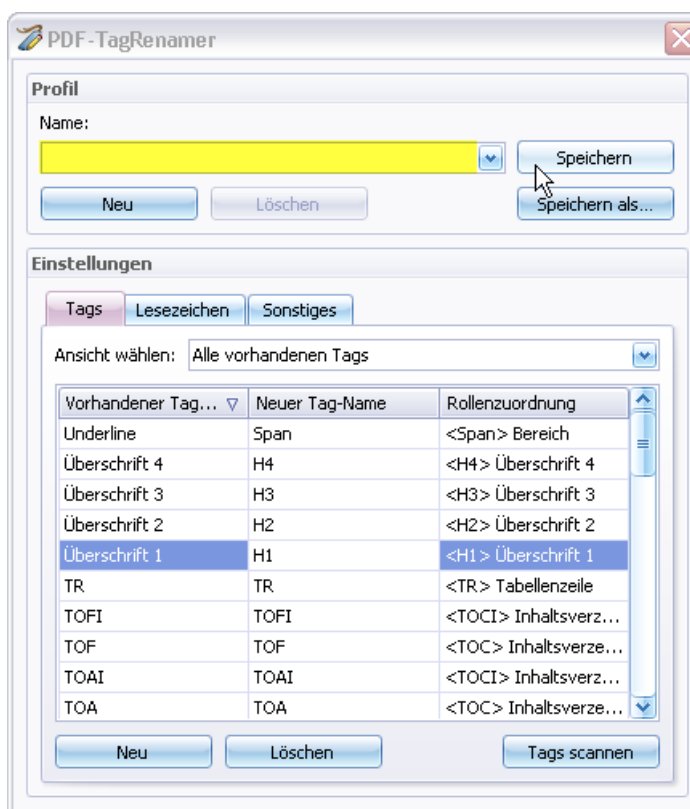 PDF-TagRenamer
Profil
Name:
Speichern
Neu Löschen Speichern als...
Einstellungen
Tags Lesezeichen Sonstiges
Ansicht wählen: Alle vorhandenen Tags
Vorhandener Tag... Neuer Tag-Name Rollenzuordnung
Underline Span <Span> Bereich
Überschrift 4 H4 <H4> Überschrift 4
Überschrift 3 H3 <H3> Überschrift 3
Überschrift 2 H2 <H2> Überschrift 2
Überschrift 1 H1 <H1> Überschrift 1
TR TR <TR> Tabellenzeile
TOFI TOFI <TOCI> Inhaltsverz...
TOF TOF <TOC> Inhaltsverze...
TOAI TOAI <TOCI> Inhaltsverz...
TOA TOA <TOC> Inhaltsverze...
Neu Löschen Tags scannen